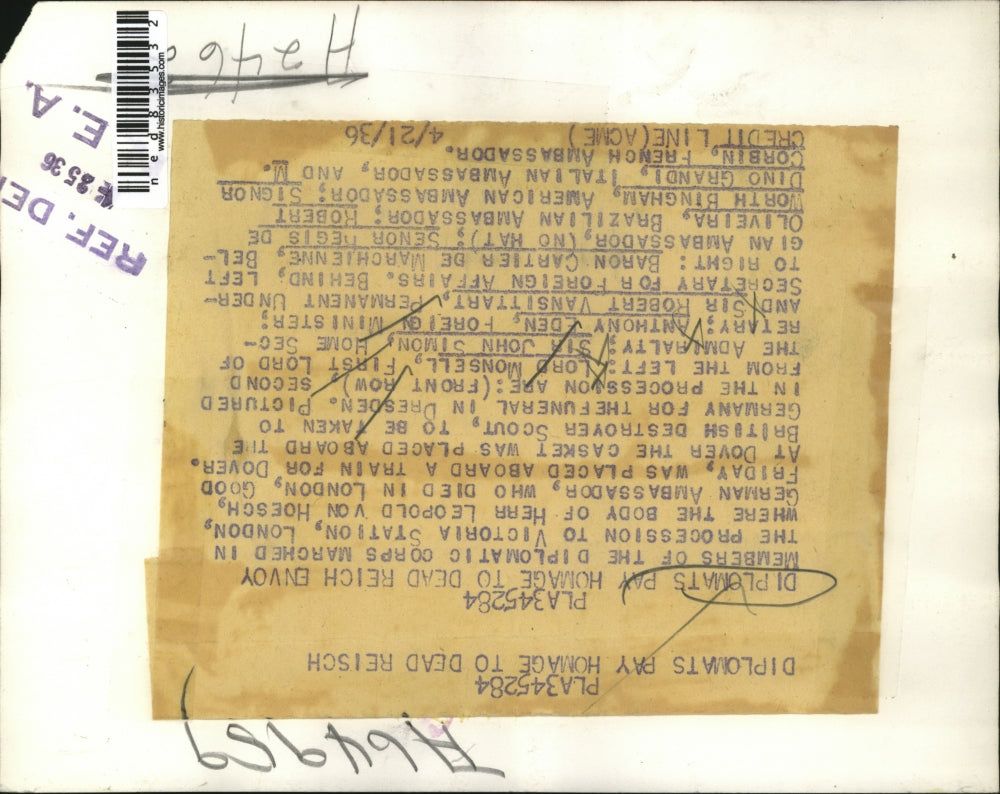 PLA345284
DIPLOMATS PAY HOMAGE TO DEAD REISCH
PLA345284
DIPLOMATS PAY HOMAGE TO DEAD REICH ENVOY
MEMBERS OF THE DIPLOMATIC CORPS MARCHED IN
THE PROCESSION TO VICTORIA STATION, LONDON,
WHERE THE BODY OF HERR LEOPOLD VON HOESCH,
GERMAN AMBASSADOR, WHO DIED IN LONDON, GOOD
FRIDAY, WAS PLACED ABOARD A TRAIN FOR DOVER.
AT DOVER THE CASKET WAS PLACED ABOARD THE
BRITISH DESTROYER SCOUT, TO BE TAKEN TO
GERMANY FOR THE FUNERAL IN DRESDEN. PICTURED
IN THE PROCESSION ARE: (FRONT ROW) SECOND
FROM THE LEFT: LORD MONSELL, FIRST LORD OF
THE ADMIRALTY; SIR JOHN SIMON, HOME SEC-
RETARY; ANTHONY EDEN, FOREIGN MINISTER;
AND SIR ROBERT VANSITTART, PERMANENT UNDER-
SECRETARY FOR FOREIGN AFFAIRS. BEHIND, LEFT
TO RIGHT: BARON CARTIER DE MARCHIENNE, BEL-
GIAN AMBASSADOR, (NO HAT); SENOR REGIS DE
OLIVEIRA, BRAZILIAN AMBASSADOR; ROBERT
WORTH BINGHAM, AMERICAN AMBASSADOR; SIGNOR
DINO GRANDI, ITALIAN AMBASSADOR, AND M.
CORBIN, FRENCH AMBASSADOR.
CREDIT LINE (ACME) 4/21/36
REF. DE
25 36
E. A.
ned83532
www.historicimages.com